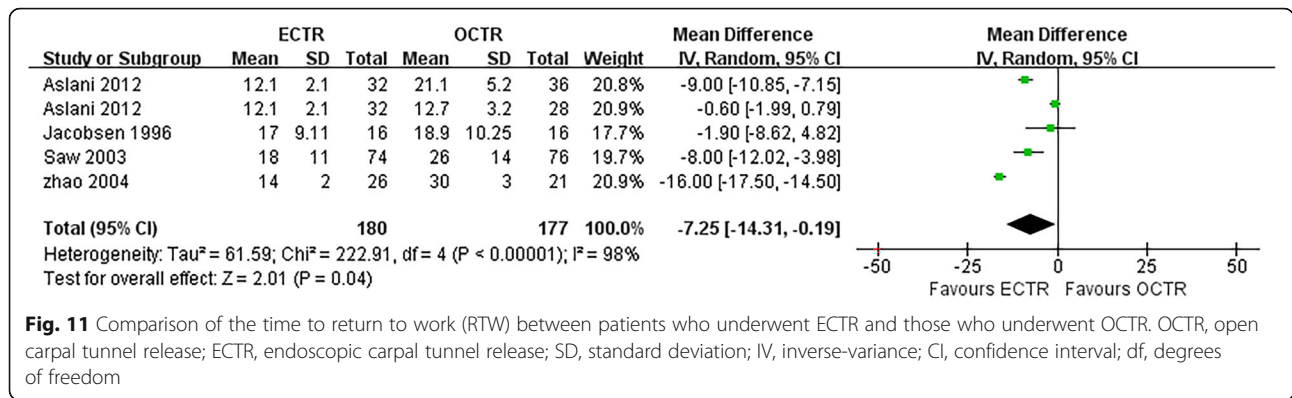 ECTR OCTR Mean Difference Mean Difference
Study or Subgroup Mean SD Total Mean SD Total Weight IV, Random, 95% CI IV, Random, 95% CI
Aslani 2012 12.1 2.1 32 21.1 5.2 36 20.8% -9.00 [-10.85, -7.15]
Aslani 2012 12.1 2.1 32 12.7 3.2 28 20.9% -0.60 [-1.99, 0.79]
Jacobsen 1996 17 9.11 16 18.9 10.25 16 17.7% -1.90 [-8.62, 4.82]
Saw 2003 18 11 74 26 14 76 19.7% -8.00 [-12.02, -3.98]
zhao 2004 14 2 26 30 3 21 20.9% -16.00 [-17.50, -14.50]
Total (95% CI) 180 177 100.0% -7.25 [-14.31, -0.19]
Heterogeneity: Tau² = 61.59; Chi² = 222.91, df = 4 (P < 0.00001); I² = 98%
Test for overall effect: Z = 2.01 (P = 0.04)
-50 -25 0 25 50
Favours ECTR Favours OCTR
Fig. 11 Comparison of the time to return to work (RTW) between patients who underwent ECTR and those who underwent OCTR. OCTR, open
carpal tunnel release; ECTR, endoscopic carpal tunnel release; SD, standard deviation; IV, inverse-variance; CI, confidence interval; df, degrees
of freedom